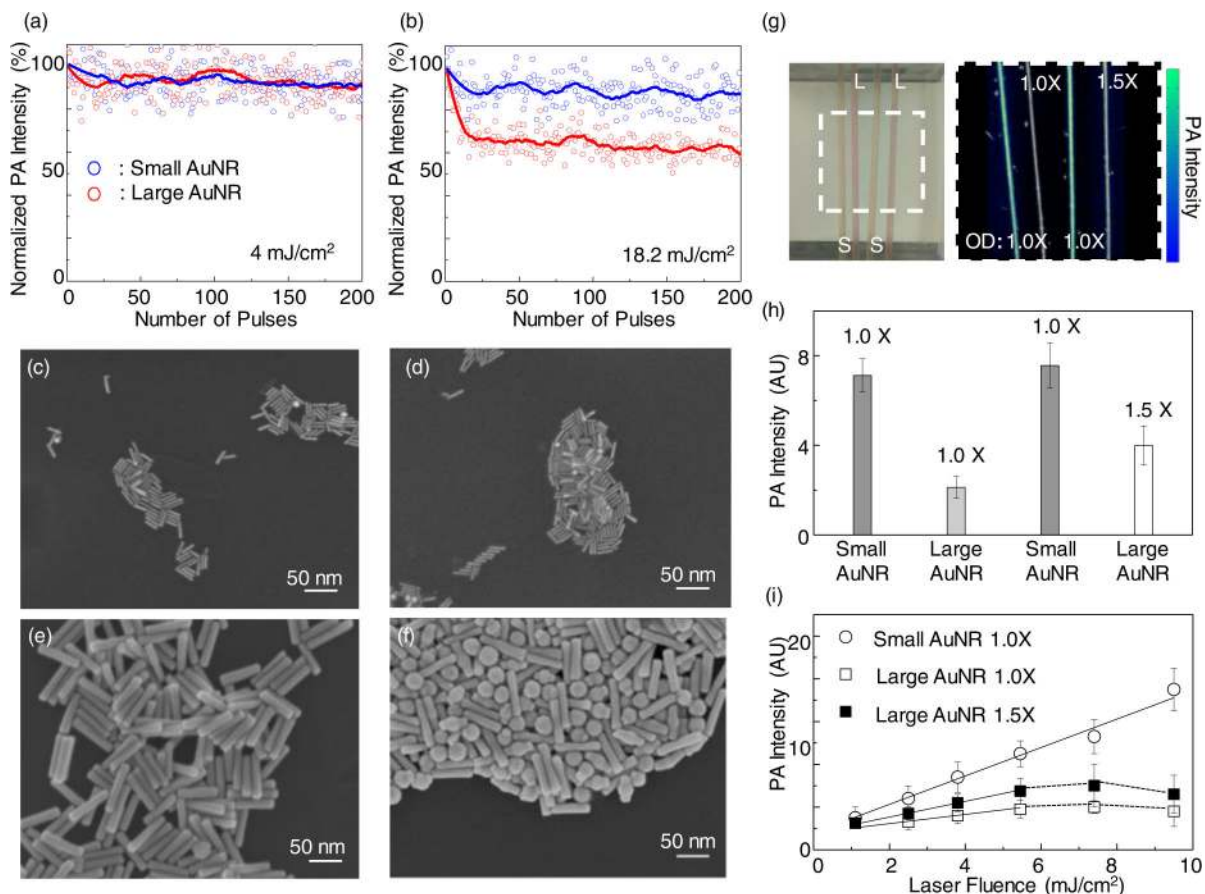 (a)
Normalized PA Intensity (%)
100
50
0
○ : Small AuNR
○ : Large AuNR
4 mJ/cm²
0 50 100 150 200
Number of Pulses
(b)
Normalized PA Intensity (%)
100
50
0
18.2 mJ/cm²
0 50 100 150 200
Number of Pulses
(g)
L L
S S
1.0X 1.5X
OD: 1.0X 1.0X
PA Intensity
(c)
50 nm
(d)
50 nm
(e)
50 nm
(f)
50 nm
(h)
PA Intensity (AU)
8
4
0
1.0 X
1.0 X
1.0 X
1.5 X
Small AuNR
Large AuNR
Small AuNR
Large AuNR
(i)
PA Intensity (AU)
20
10
0
Small AuNR 1.0X
Large AuNR 1.0X
Large AuNR 1.5X
0 2 4 6 8 10
Laser Fluence (mJ/cm²)